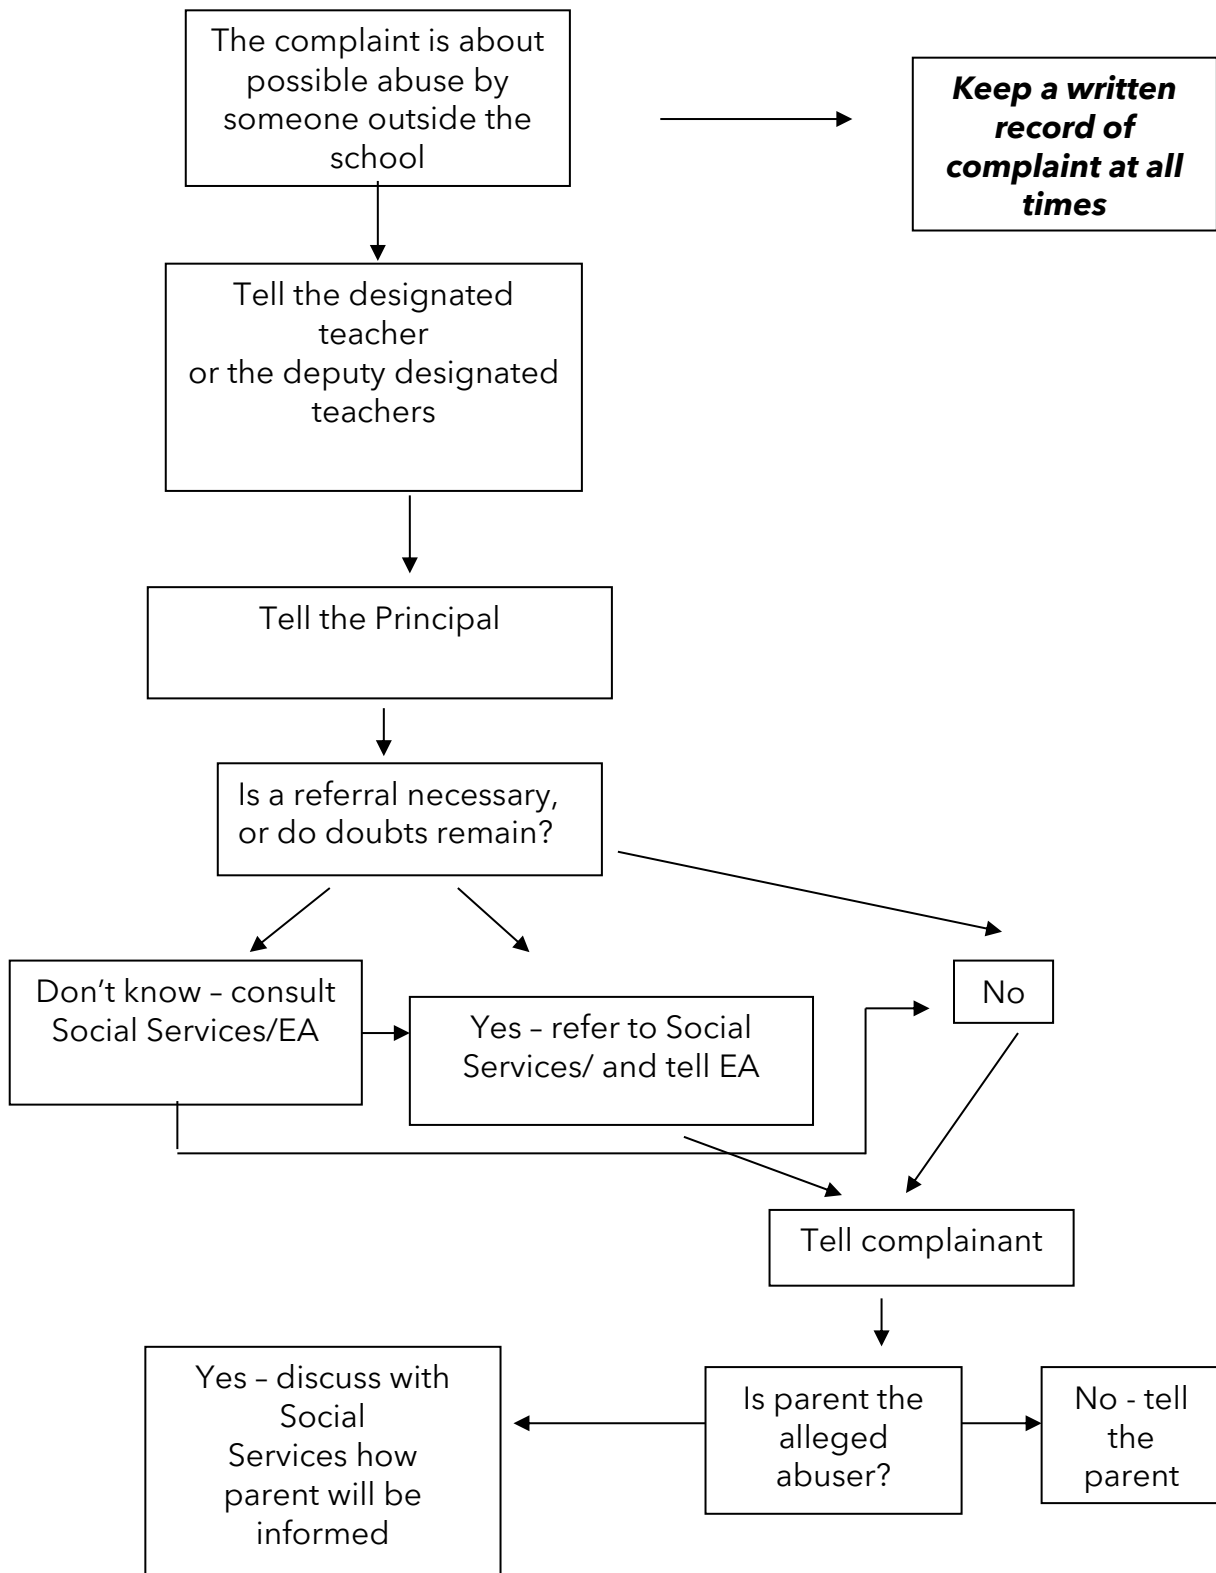 The complaint is about
possible abuse by
someone outside the
school
Keep a written
record of
complaint at all
times
Tell the designated
teacher
or the deputy designated
teachers
Tell the Principal
Is a referral necessary,
or do doubts remain?
Don't know – consult
Social Services/EA
Yes – refer to Social
Services/ and tell EA
No
Tell complainant
Yes – discuss with
Social
Services how
parent will be
informed
Is parent the
alleged
abuser?
No - tell
the
parent